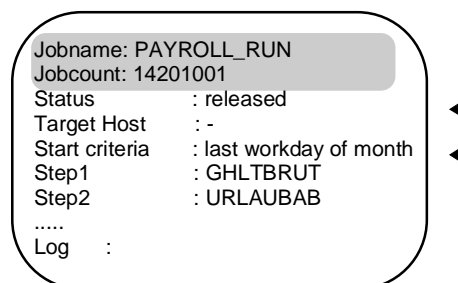 Jobname: PAYROLL_RUN
Jobcount: 14201001
Status : released
Target Host : -
Start criteria : last workday of month
Step1 : GHLTBRUT
Step2 : URLAUBAB
.....
Log :